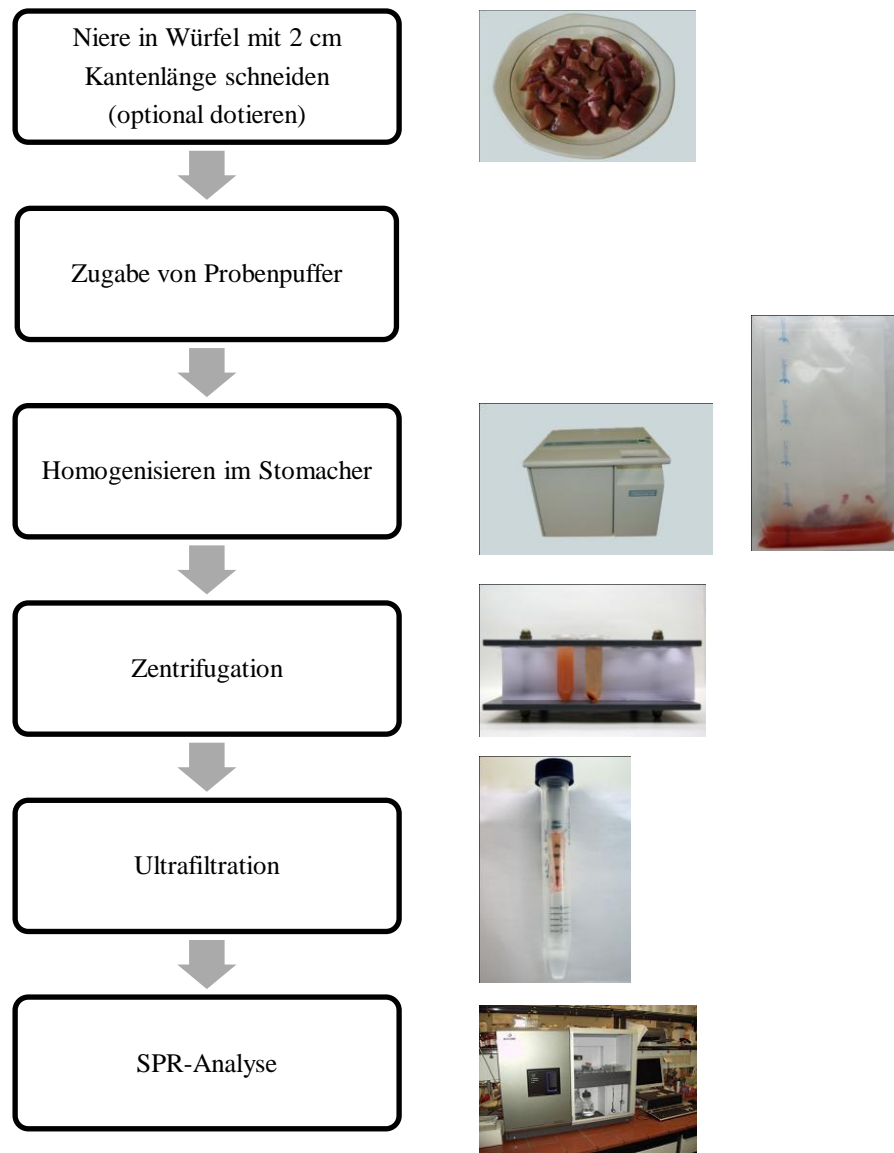 Niere in Würfel mit 2 cm
Kantenlänge schneiden
(optional dotieren)
Zugabe von Probenpuffer
Homogenisieren im Stomacher
Zentrifugation
Ultrafiltration
SPR-Analyse